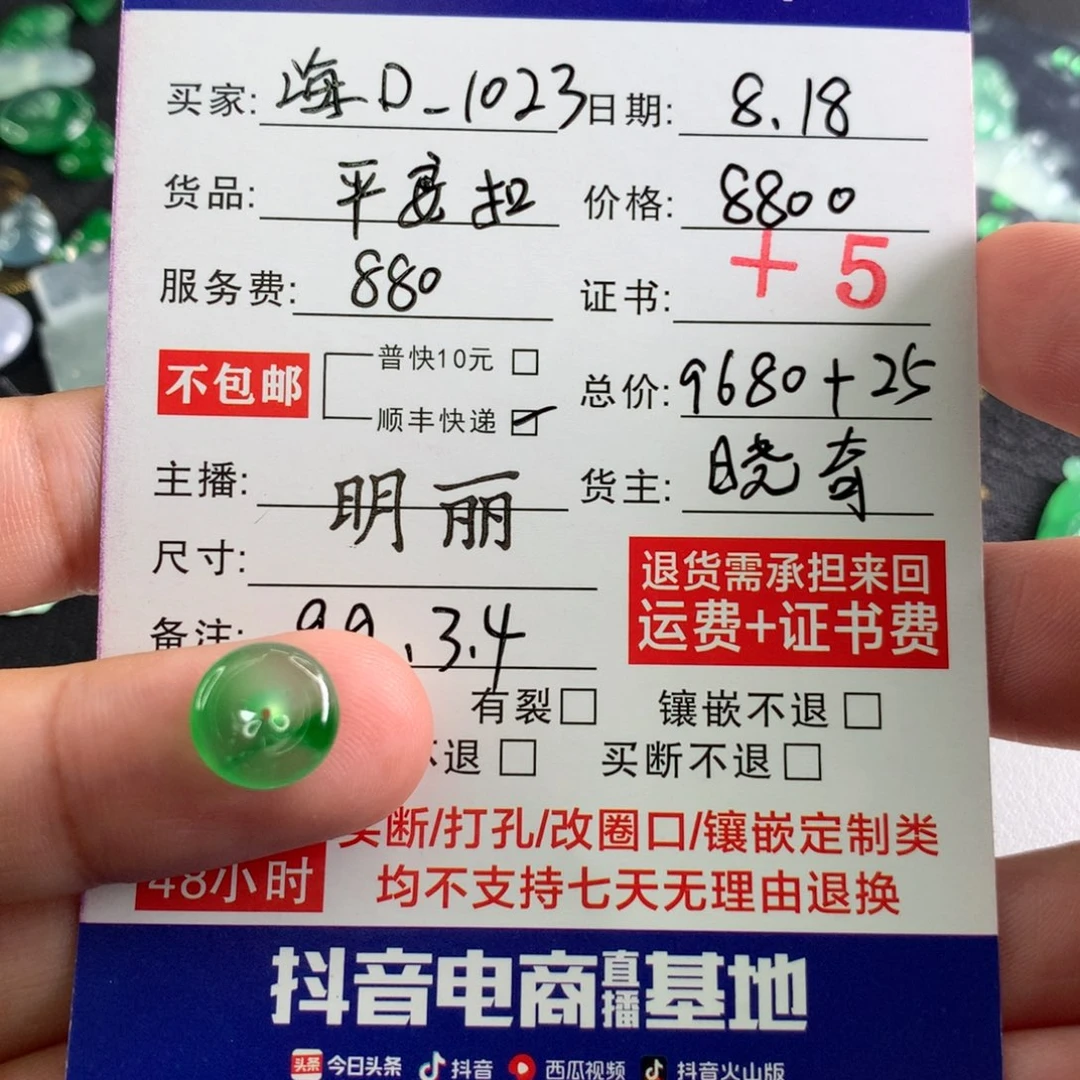 买家: 海D_1023 日期: 8.18
货品: 平安扣 价格: 8800
服务费: 880 证书: +5
不包邮 普快10元 □ 总价: 9680+25
顺丰快递 ☑
主播: 明丽 货主: 晓奇
尺寸:
退货需承担来回
运费+证书费
备注: 99.3.4
有裂□ 镶嵌不退□
不退□ 买断不退□
买断/打孔/改圈口/镶嵌定制类
48小时 均不支持七天无理由退换
抖音电商直播基地
头条 今日头条 抖音 西瓜视频 抖音火山版